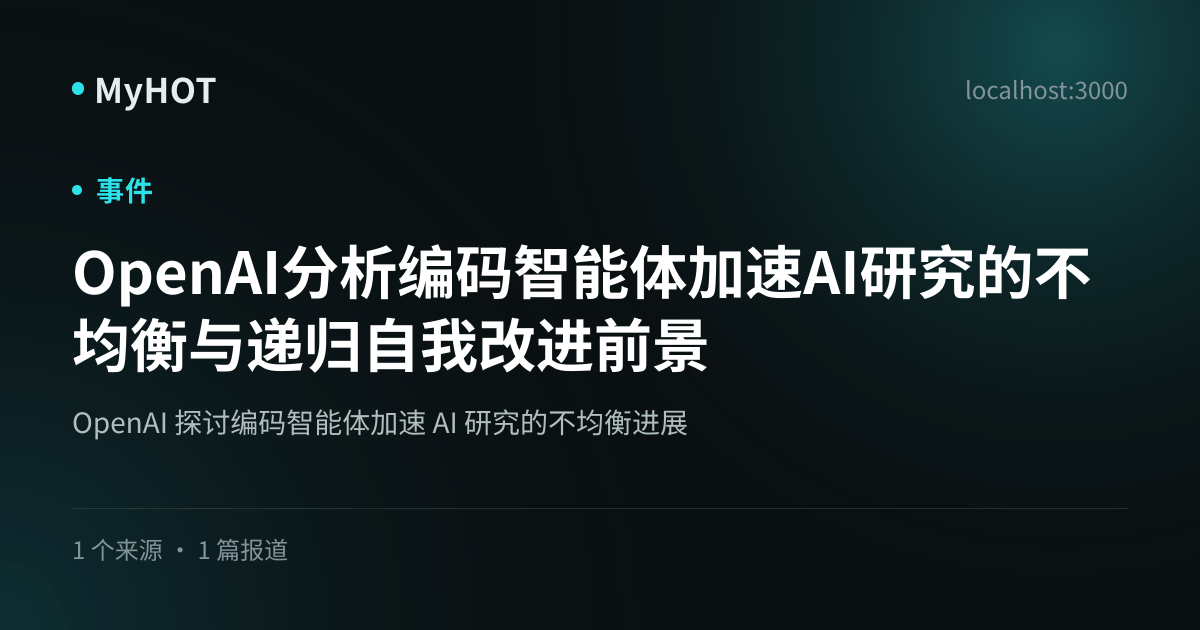 MyHOT
localhost:3000
事件
OpenAI分析编码智能体加速AI研究的不
均衡与递归自我改进前景
OpenAI 探讨编码智能体加速 AI 研究的不均衡进展
1 个来源 · 1 篇报道